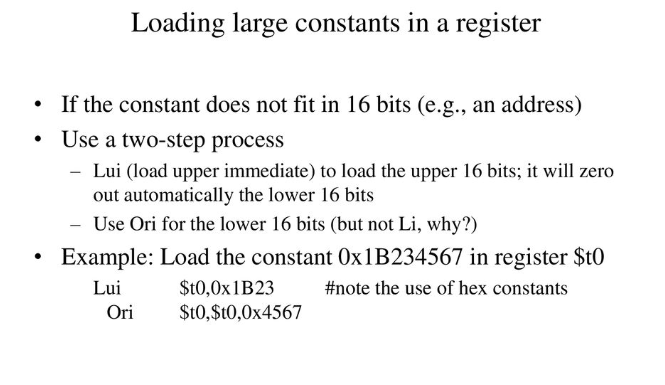 Loading large constants in a register
• If the constant does not fit in 16 bits (e.g., an address)
• Use a two-step process
– Lui (load upper immediate) to load the upper 16 bits; it will zero
out automatically the lower 16 bits
– Use Ori for the lower 16 bits (but not Li, why?)
• Example: Load the constant 0x1B234567 in register $t0
Lui $t0,0x1B23 #note the use of hex constants
Ori $t0,$t0,0x4567